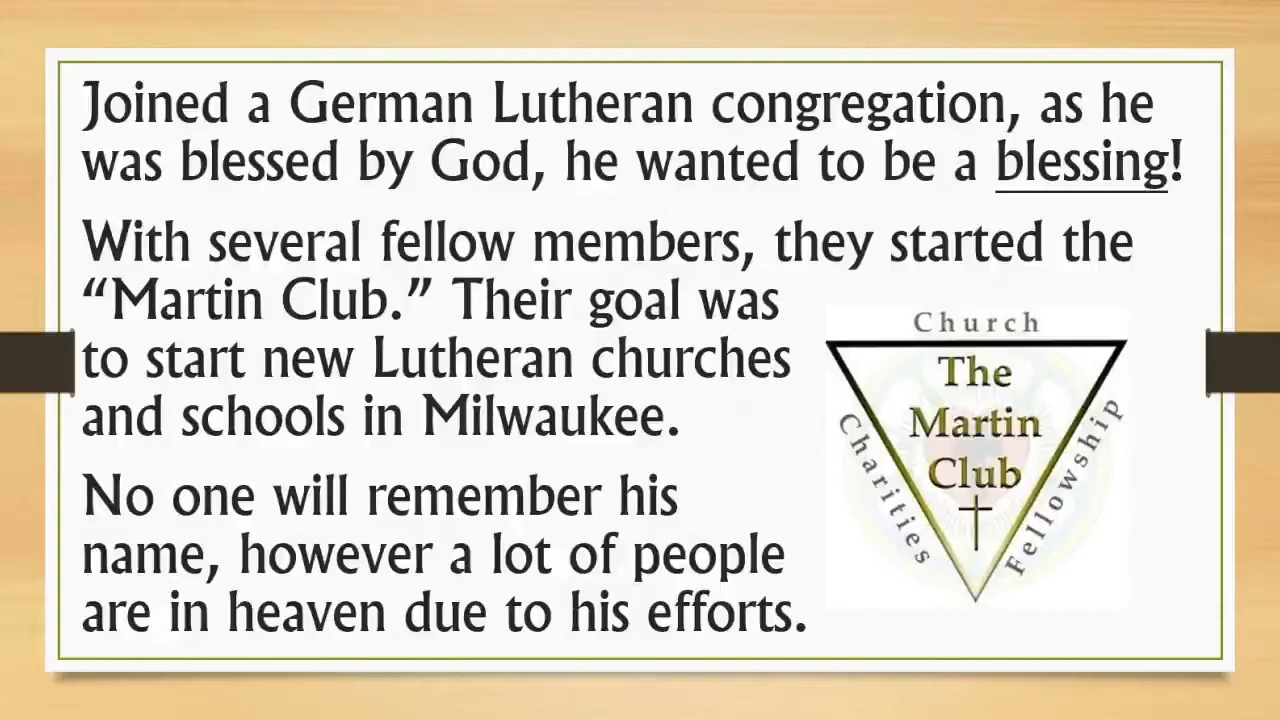 Joined a German Lutheran congregation, as he
was blessed by God, he wanted to be a blessing!
With several fellow members, they started the
“Martin Club.” Their goal was
to start new Lutheran churches
and schools in Milwaukee.
No one will remember his
name, however a lot of people
are in heaven due to his efforts.
Church
The
Martin
Club
Charities
Fellowship